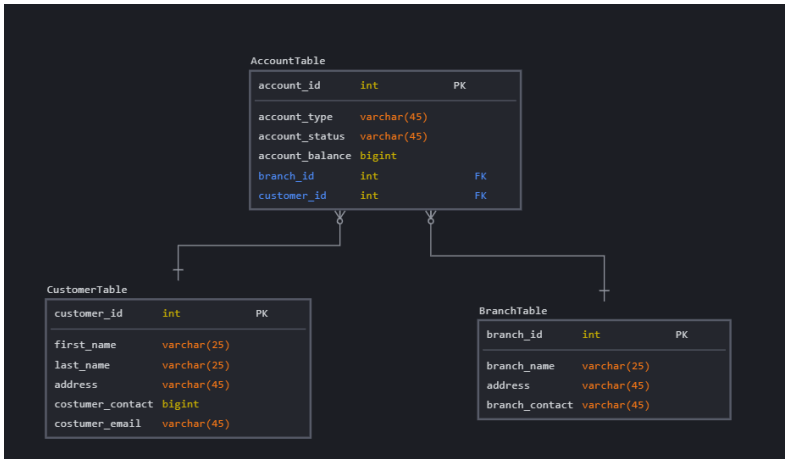 AccountTable
account_id int PK
account_type varchar(45)
account_status varchar(45)
account_balance bigint
branch_id int FK
customer_id int FK
CustomerTable
customer_id int PK
first_name varchar(25)
last_name varchar(25)
address varchar(45)
costumer_contact bigint
costumer_email varchar(45)
BranchTable
branch_id int PK
branch_name varchar(25)
address varchar(45)
branch_contact varchar(45)